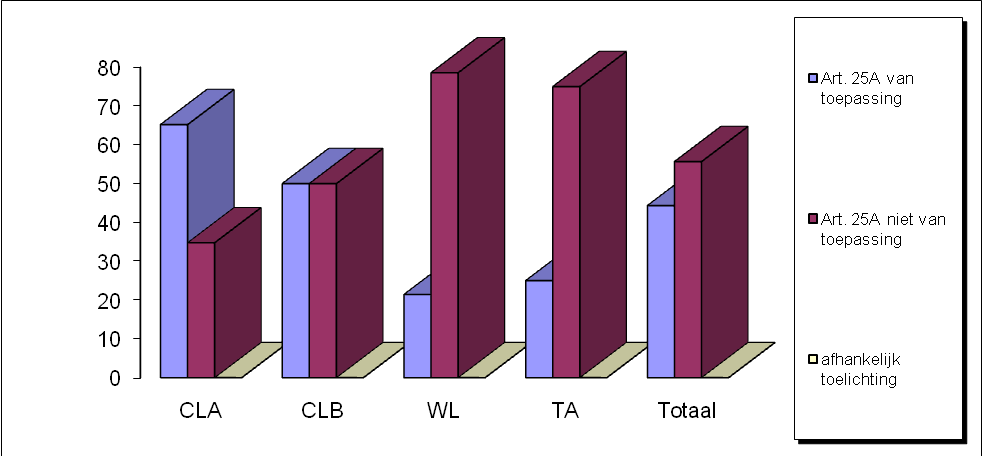 80
70
60
50
40
30
20
10
0
CLA CLB WL TA Totaal
Art. 25A van
toepassing
Art. 25A niet van
toepassing
afhankelijk
toelichting